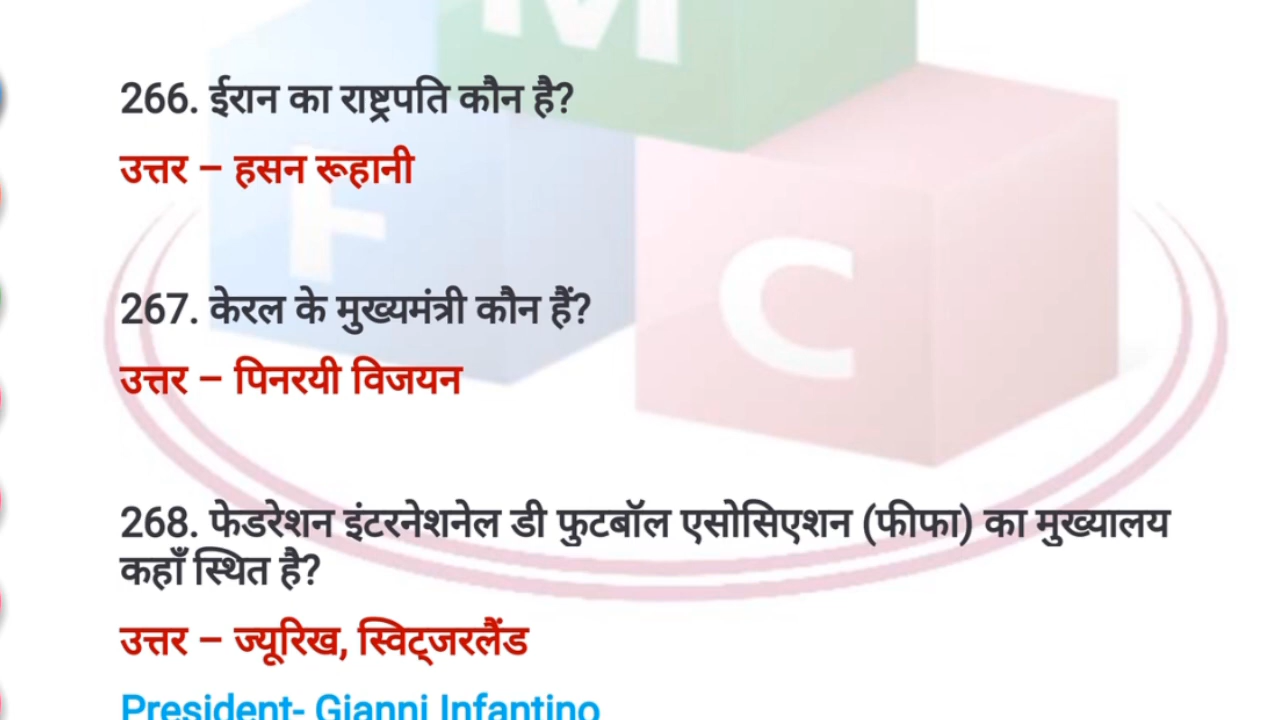 M
266. ईरान का राष्ट्रपति कौन है?
उत्तर – हसन रूहानी
F
C
267. केरल के मुख्यमंत्री कौन हैं?
उत्तर – पिनरयी विजयन
268. फेडरेशन इंटरनेशनेल डी फुटबॉल एसोसिएशन (फीफा) का मुख्यालय
कहाँ स्थित है?
उत्तर – ज्यूरिख, स्विट्जरलैंड
President- Gianni Infantino